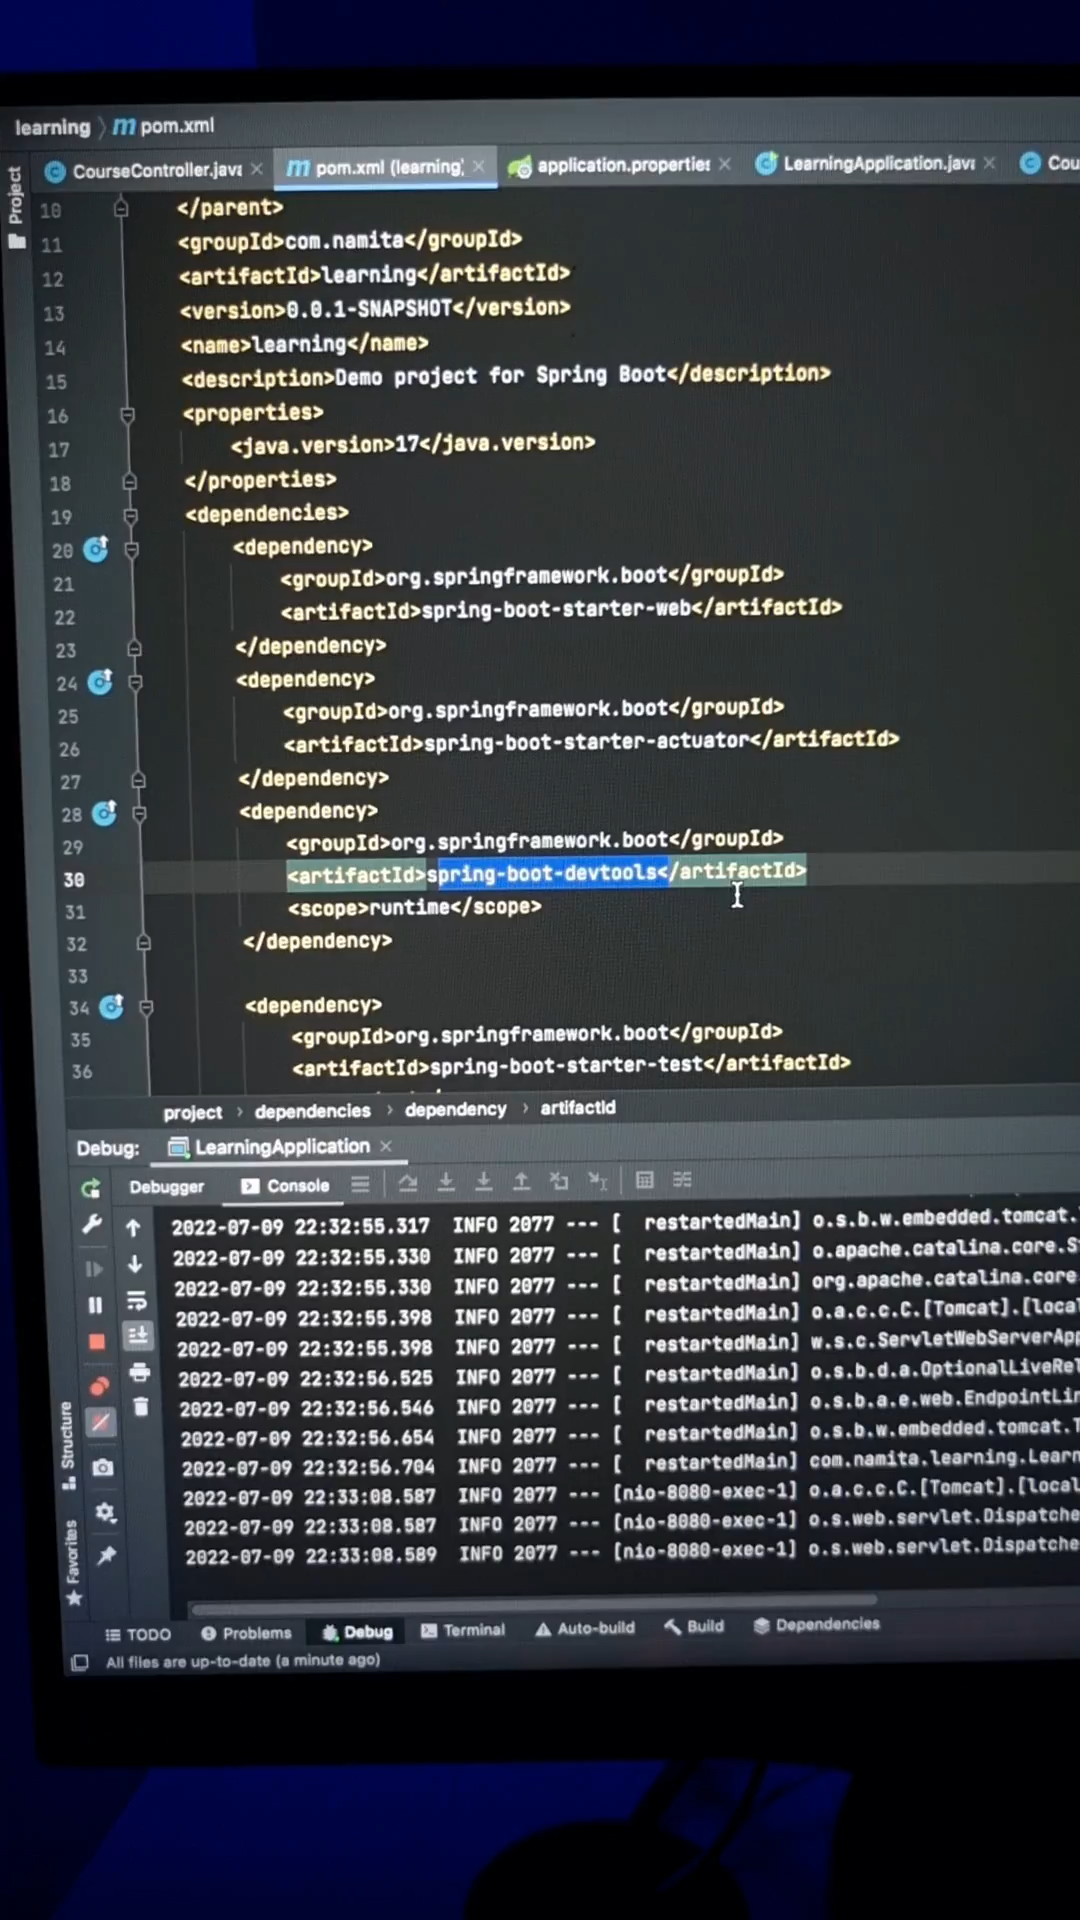 learning 〉 m pom.xml
CourseController.java × pom.xml (learning) × application.properties × LearningApplication.java × Cou
Project
10 </parent>
11 <groupId>com.namita</groupId>
12 <artifactId>learning</artifactId>
13 <version>0.0.1-SNAPSHOT</version>
14 <name>learning</name>
15 <description>Demo project for Spring Boot</description>
16 <properties>
17 <java.version>17</java.version>
18 </properties>
19 <dependencies>
20 <dependency>
21 <groupId>org.springframework.boot</groupId>
22 <artifactId>spring-boot-starter-web</artifactId>
23 </dependency>
24 <dependency>
25 <groupId>org.springframework.boot</groupId>
26 <artifactId>spring-boot-starter-actuator</artifactId>
27 </dependency>
28 <dependency>
29 <groupId>org.springframework.boot</groupId>
30 <artifactId>spring-boot-devtools</artifactId>
31 <scope>runtime</scope>
32 </dependency>
33
34 <dependency>
35 <groupId>org.springframework.boot</groupId>
36 <artifactId>spring-boot-starter-test</artifactId>
project › dependencies › dependency › artifactId
Debug: LearningApplication ×
Debugger Console
2022-07-09 22:32:55.317 INFO 2077 --- [ restartedMain] o.s.b.w.embedded.tomcat.
2022-07-09 22:32:55.330 INFO 2077 --- [ restartedMain] o.apache.catalina.core.S
2022-07-09 22:32:55.330 INFO 2077 --- [ restartedMain] org.apache.catalina.core
2022-07-09 22:32:55.398 INFO 2077 --- [ restartedMain] o.a.c.c.C.[Tomcat].[local
2022-07-09 22:32:55.398 INFO 2077 --- [ restartedMain] w.s.c.ServletWebServerApp
2022-07-09 22:32:56.525 INFO 2077 --- [ restartedMain] o.s.b.d.a.OptionalLiveRel
2022-07-09 22:32:56.546 INFO 2077 --- [ restartedMain] o.s.b.a.e.web.EndpointLin
2022-07-09 22:32:56.654 INFO 2077 --- [ restartedMain] o.s.b.w.embedded.tomcat.T
2022-07-09 22:32:56.704 INFO 2077 --- [ restartedMain] com.namita.learning.Learn
2022-07-09 22:33:08.587 INFO 2077 --- [nio-8080-exec-1] o.a.c.c.C.[Tomcat].[local
2022-07-09 22:33:08.587 INFO 2077 --- [nio-8080-exec-1] o.s.web.servlet.Dispatche
2022-07-09 22:33:08.589 INFO 2077 --- [nio-8080-exec-1] o.s.web.servlet.Dispatche
Structure
Favorites
TODO Problems Debug Terminal Auto-build Build Dependencies
All files are up-to-date (a minute ago)